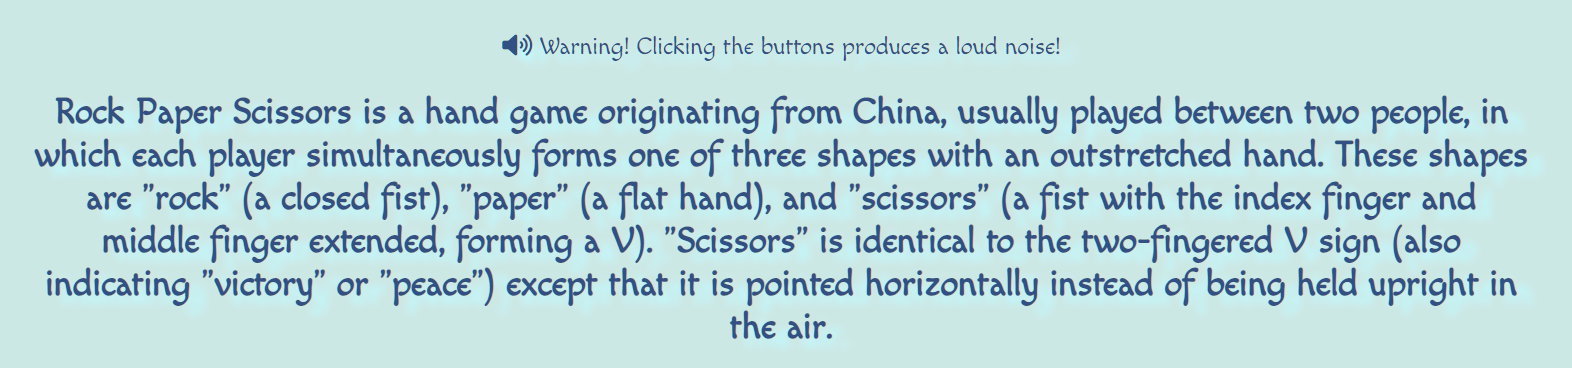 Warning! Clicking the buttons produces a loud noise!
Rock Paper Scissors is a hand game originating from China, usually played between two people, in
which each player simultaneously forms one of three shapes with an outstretched hand. These shapes
are "rock" (a closed fist), "paper" (a flat hand), and "scissors" (a fist with the index finger and
middle finger extended, forming a V). "Scissors" is identical to the two-fingered V sign (also
indicating "victory" or "peace") except that it is pointed horizontally instead of being held upright in
the air.